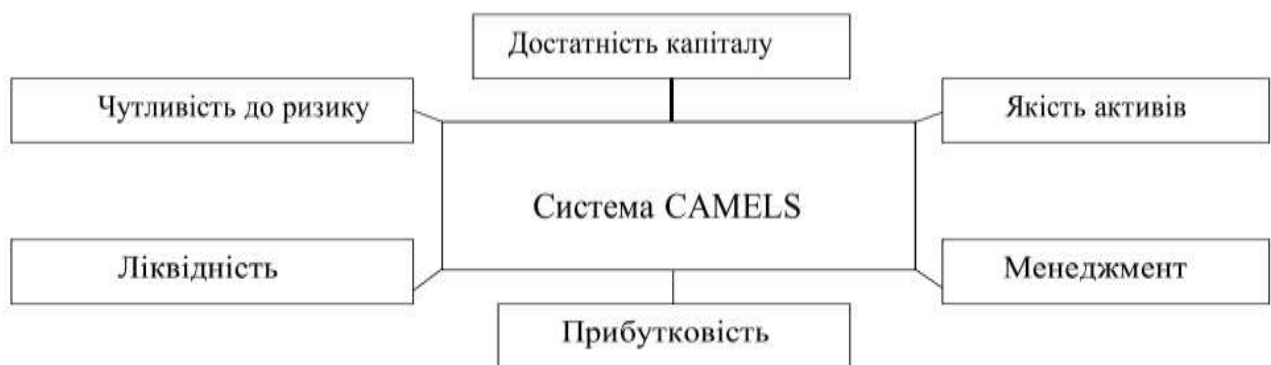 Достатність капіталу
Чутливість до ризику
Якість активів
Система CAMELS
Ліквідність
Менеджмент
Прибутковість